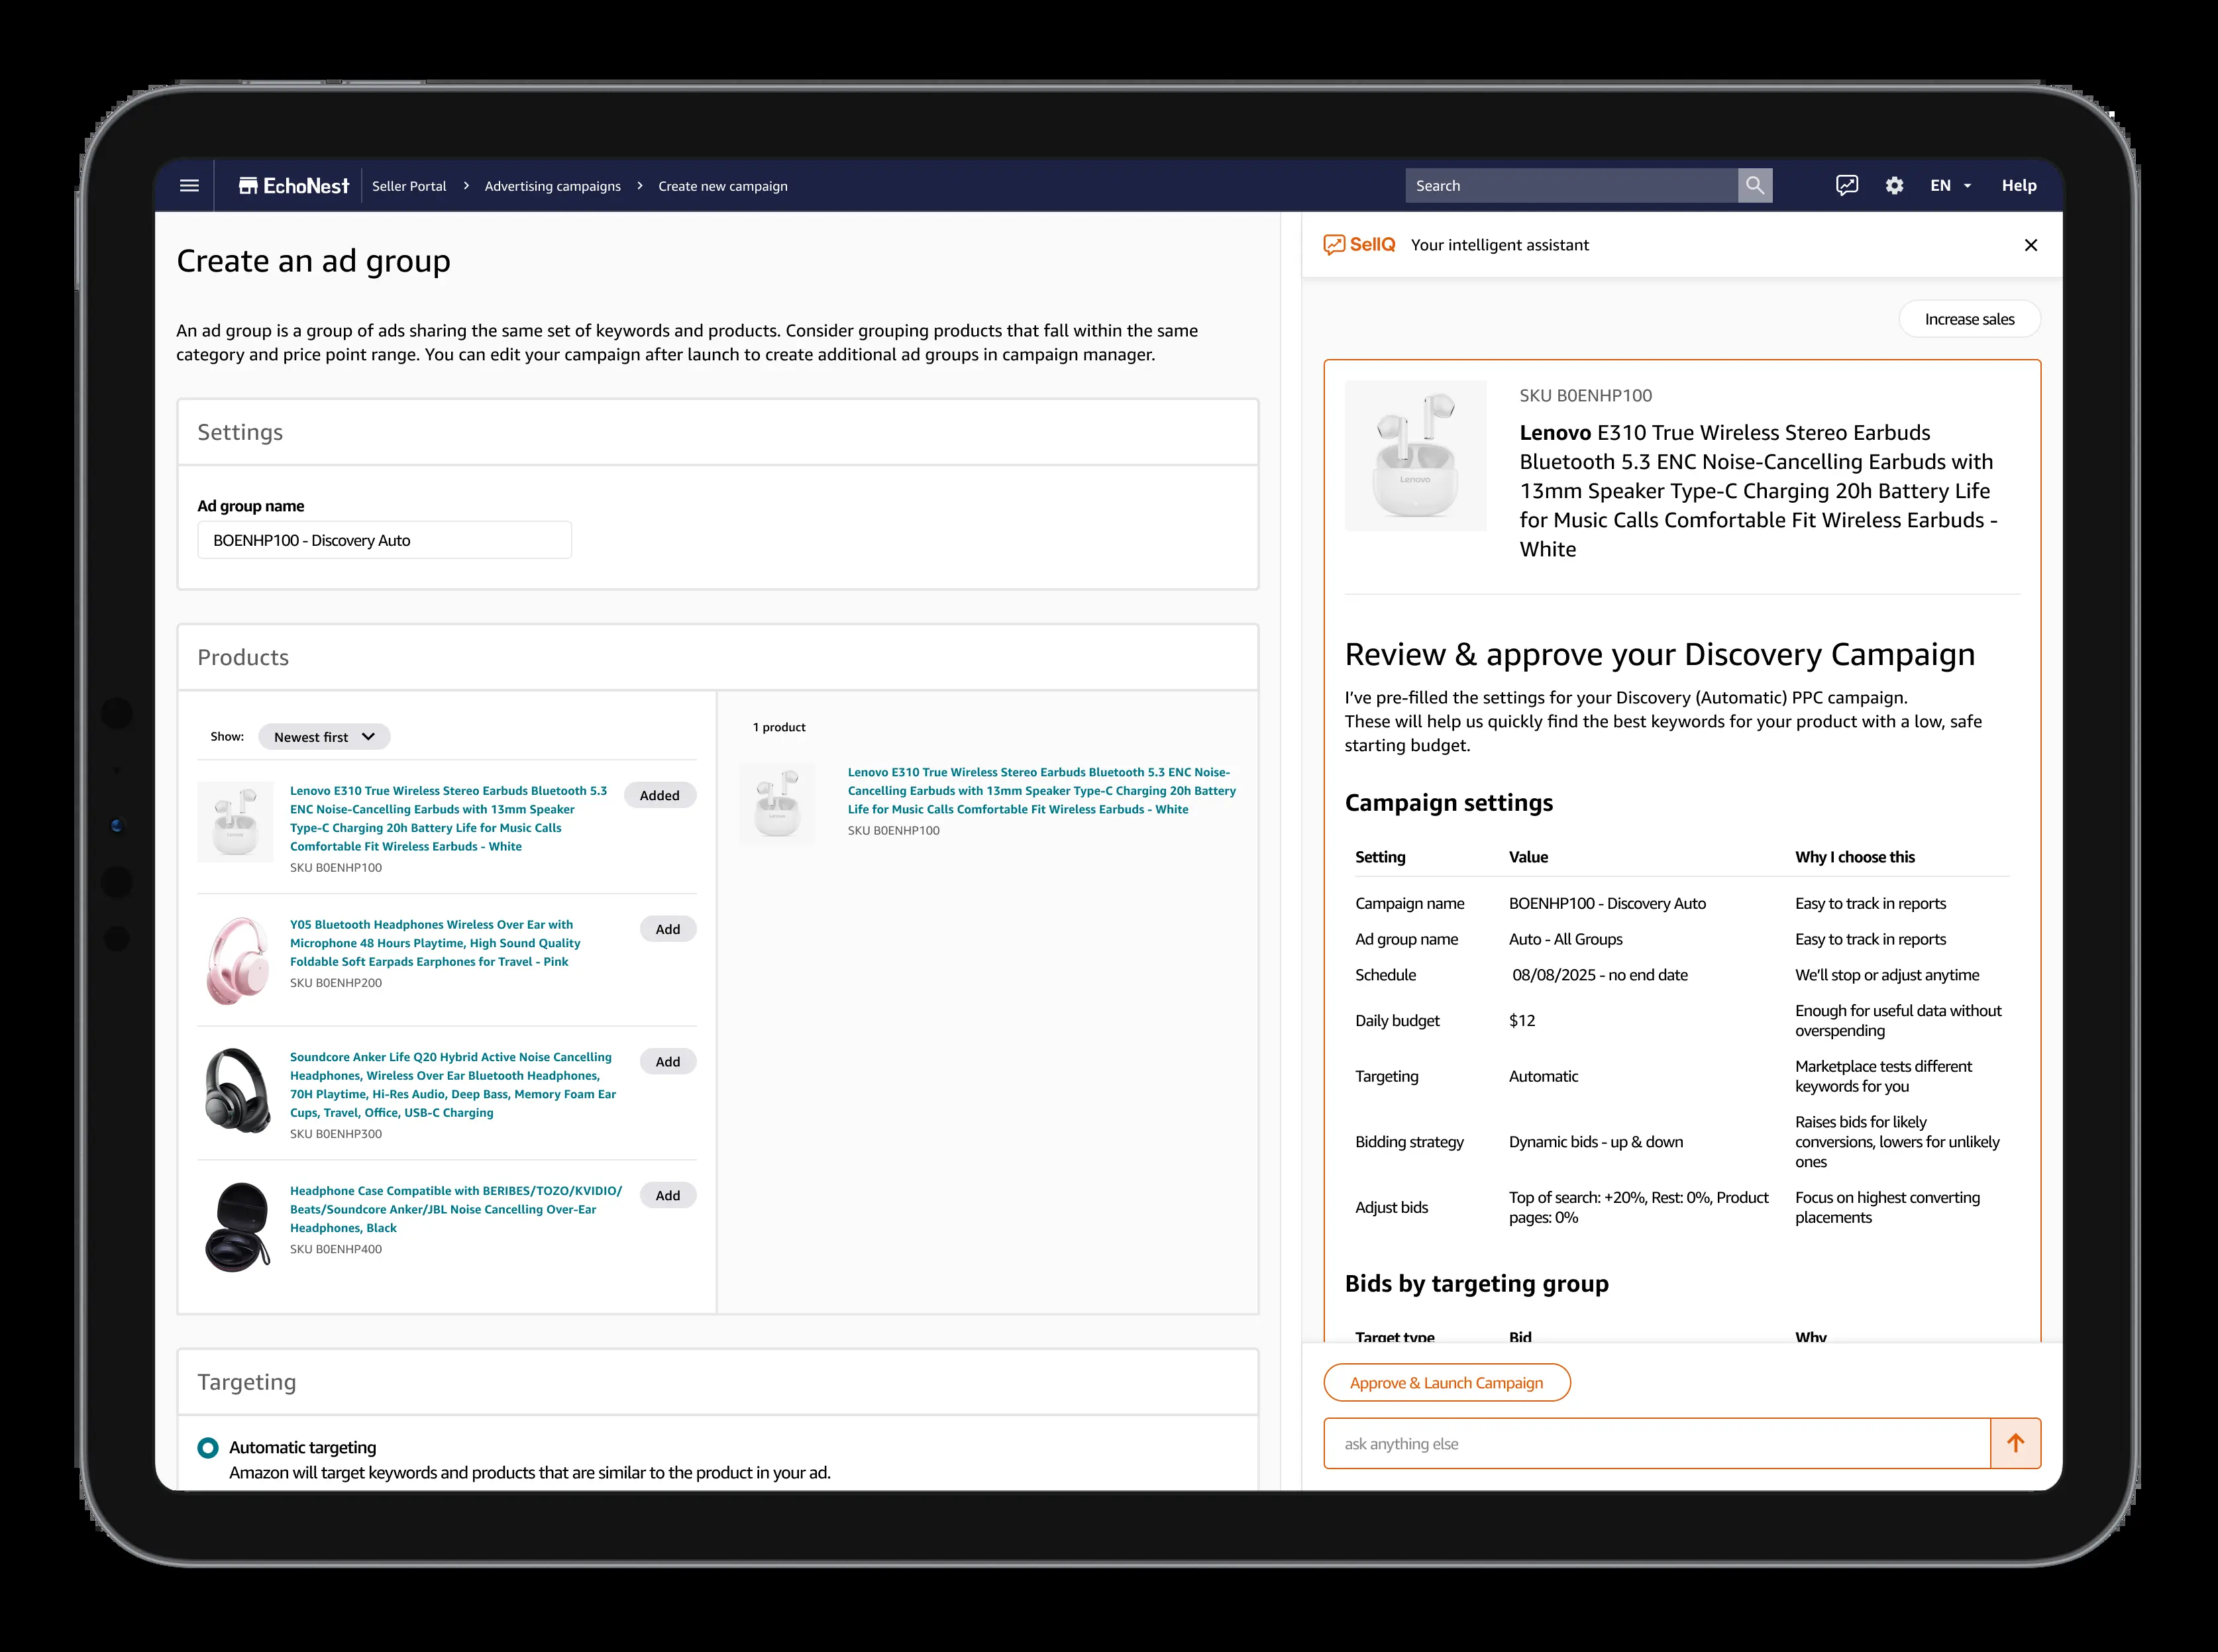 EchoNest
Seller Portal > Advertising campaigns > Create new campaign
Search
EN
Help
Create an ad group
An ad group is a group of ads sharing the same set of keywords and products. Consider grouping products that fall within the same
category and price point range. You can edit your campaign after launch to create additional ad groups in campaign manager.
Settings
Ad group name
BOENHP100 - Discovery Auto
Products
Show:
Newest first
Lenovo E310 True Wireless Stereo Earbuds Bluetooth 5.3
ENC Noise-Cancelling Earbuds with 13mm Speaker
Type-C Charging 20h Battery Life for Music Calls
Comfortable Fit Wireless Earbuds - White
SKU B0ENHP100
Added
Y05 Bluetooth Headphones Wireless Over Ear with
Microphone 48 Hours Playtime, High Sound Quality
Foldable Soft Earpads Earphones for Travel - Pink
SKU B0ENHP200
Add
Soundcore Anker Life Q20 Hybrid Active Noise Cancelling
Headphones, Wireless Over Ear Bluetooth Headphones,
70H Playtime, Hi-Res Audio, Deep Bass, Memory Foam Ear
Cups, Travel, Office, USB-C Charging
SKU B0ENHP300
Add
Headphone Case Compatible with BERIBES/TOZO/KVIDIO/
Beats/Soundcore Anker/JBL Noise Cancelling Over-Ear
Headphones, Black
SKU B0ENHP400
Add
1 product
Lenovo E310 True Wireless Stereo Earbuds Bluetooth 5.3 ENC Noise-
Cancelling Earbuds with 13mm Speaker Type-C Charging 20h Battery
Life for Music Calls Comfortable Fit Wireless Earbuds - White
SKU B0ENHP100
Targeting
Automatic targeting
Amazon will target keywords and products that are similar to the product in your ad.
SellQ Your intelligent assistant
Increase sales
Lenovo
SKU B0ENHP100
Lenovo E310 True Wireless Stereo Earbuds
Bluetooth 5.3 ENC Noise-Cancelling Earbuds with
13mm Speaker Type-C Charging 20h Battery Life
for Music Calls Comfortable Fit Wireless Earbuds -
White
Review & approve your Discovery Campaign
I’ve pre-filled the settings for your Discovery (Automatic) PPC campaign.
These will help us quickly find the best keywords for your product with a low, safe
starting budget.
Campaign settings
Setting Value Why I choose this
Campaign name BOENHP100 - Discovery Auto Easy to track in reports
Ad group name Auto - All Groups Easy to track in reports
Schedule 08/08/2025 - no end date We’ll stop or adjust anytime
Daily budget $12 Enough for useful data without
overspending
Targeting Automatic Marketplace tests different
keywords for you
Bidding strategy Dynamic bids - up & down Raises bids for likely
conversions, lowers for unlikely
ones
Adjust bids Top of search: +20%, Rest: 0%, Product
pages: 0%
Focus on highest converting
placements
Bids by targeting group
Target type Bid Why
Approve & Launch Campaign
ask anything else